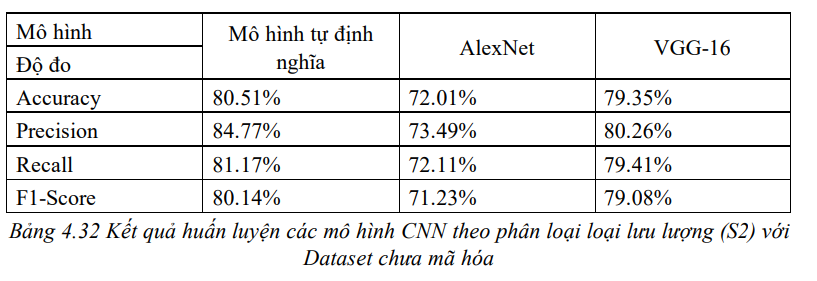 Mô hình
Độ đo
Mô hình tự định
nghĩa
AlexNet
VGG-16
Accuracy 80.51% 72.01% 79.35%
Precision 84.77% 73.49% 80.26%
Recall 81.17% 72.11% 79.41%
F1-Score 80.14% 71.23% 79.08%
Bảng 4.32 Kết quả huấn luyện các mô hình CNN theo phân loại loại lưu lượng (S2) với
Dataset chưa mã hóa